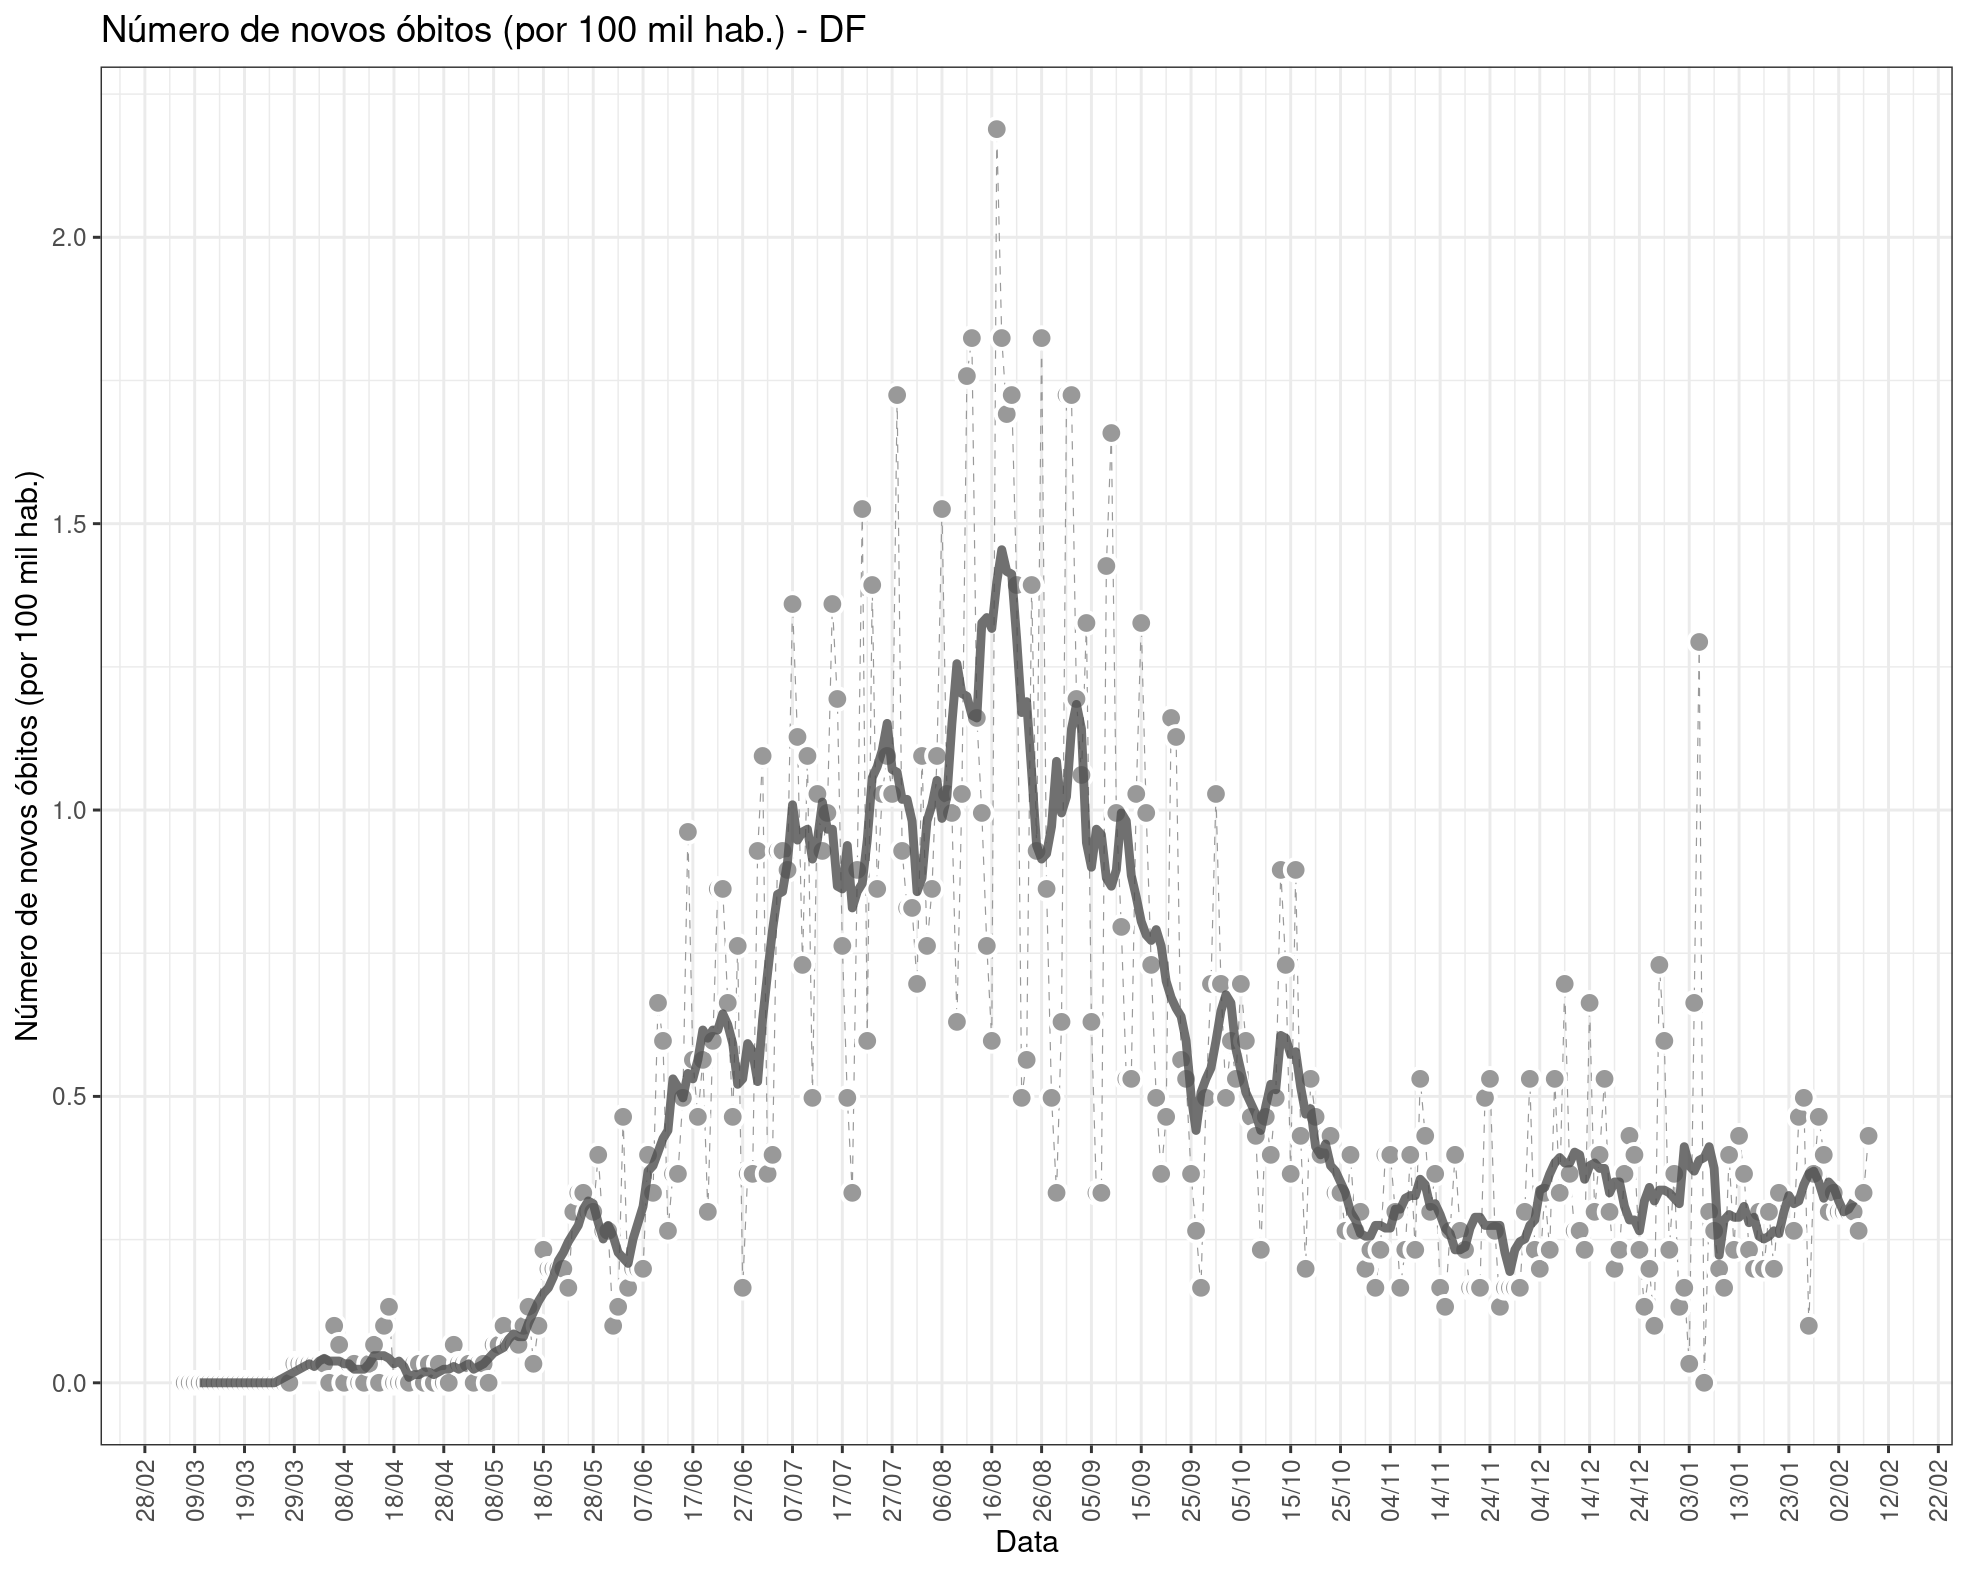 Número de novos óbitos (por 100 mil hab.) - DF
Número de novos óbitos (por 100 mil hab.)
2.0
1.5
1.0
0.5
0.0
28/02 09/03 19/03 29/03 08/04 18/04 28/04 08/05 18/05 28/05 07/06 17/06 27/06 07/07 17/07 27/07 06/08 16/08 26/08 05/09 15/09 25/09 05/10 15/10 25/10 04/11 14/11 24/11 04/12 14/12 24/12 03/01 13/01 23/01 02/02 12/02 22/02
Data